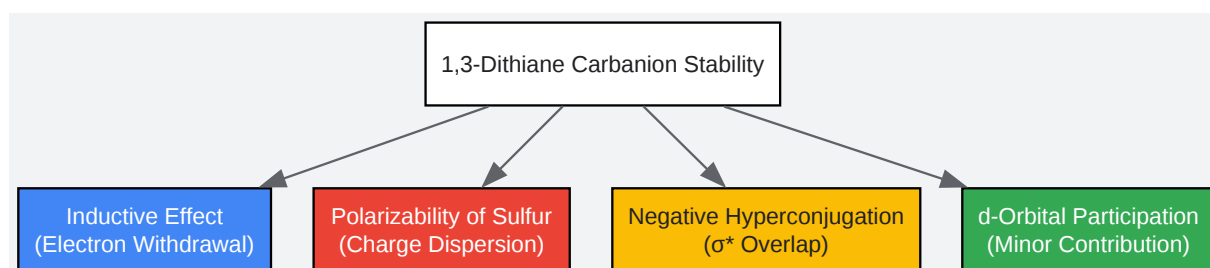 1,3-Dithiane Carbanion Stability
Inductive Effect
(Electron Withdrawal)
Polarizability of Sulfur
(Charge Dispersion)
Negative Hyperconjugation
(σ* Overlap)
d-Orbital Participation
(Minor Contribution)